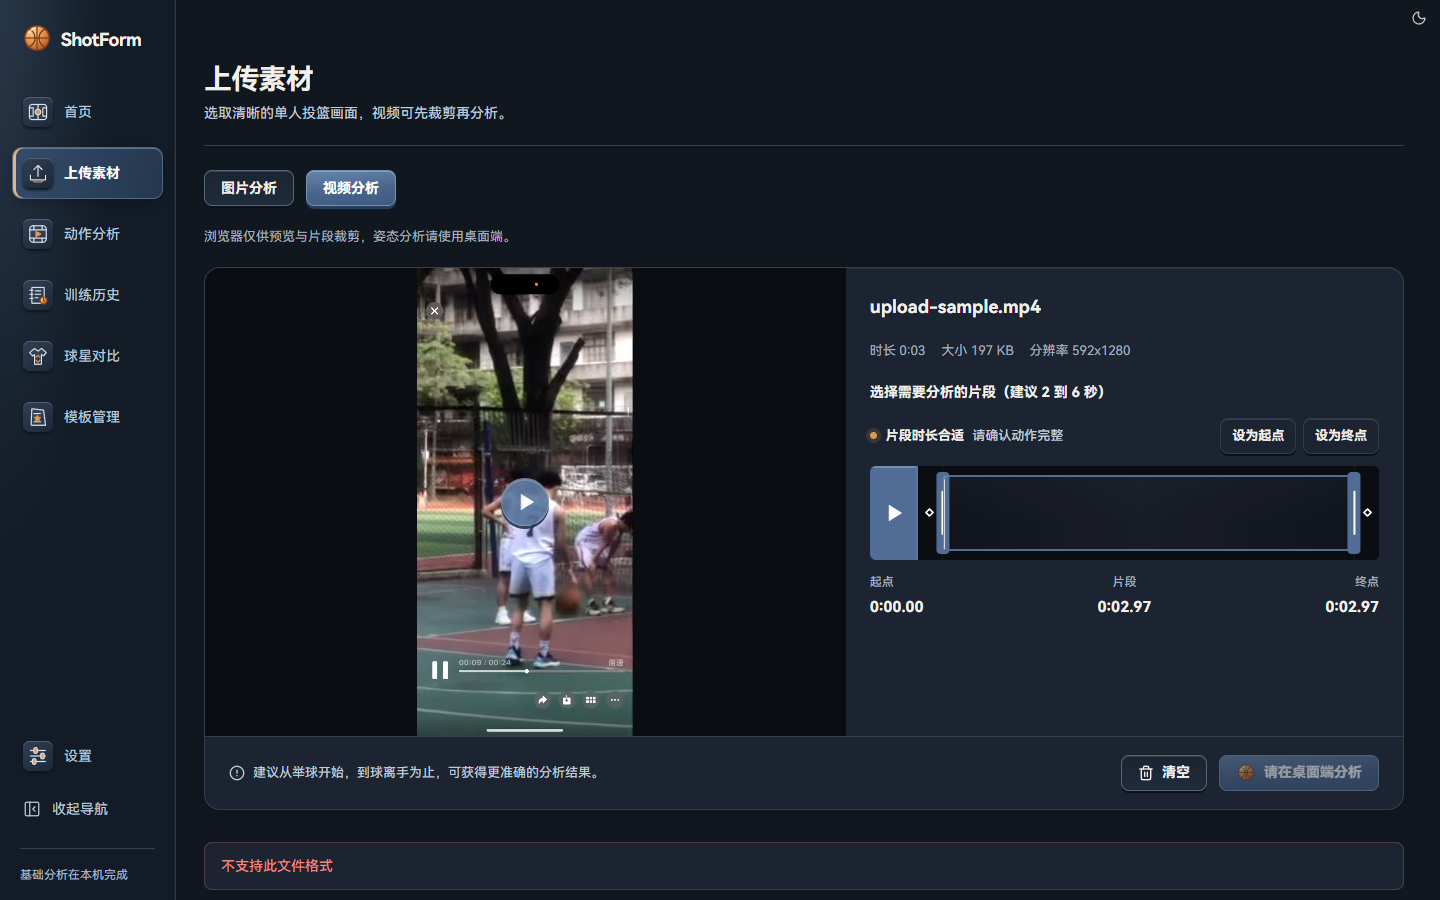 ShotForm
首页
上传素材
动作分析
训练历史
球星对比
模板管理
设置
收起导航
基础分析在本机完成
上传素材
选取清晰的单人投篮画面，视频可先裁剪再分析。
图片分析
视频分析
浏览器仅供预览与片段裁剪，姿态分析请使用桌面端。
00:09 / 00:24
倍速
upload-sample.mp4
时长 0:03 大小 197 KB 分辨率 592x1280
选择需要分析的片段（建议 2 到 6 秒）
片段时长合适 请确认动作完整
设为起点
设为终点
起点 片段 终点
0:00.00 0:02.97 0:02.97
建议从举球开始，到球离手为止，可获得更准确的分析结果。
清空
请在桌面端分析
不支持此文件格式